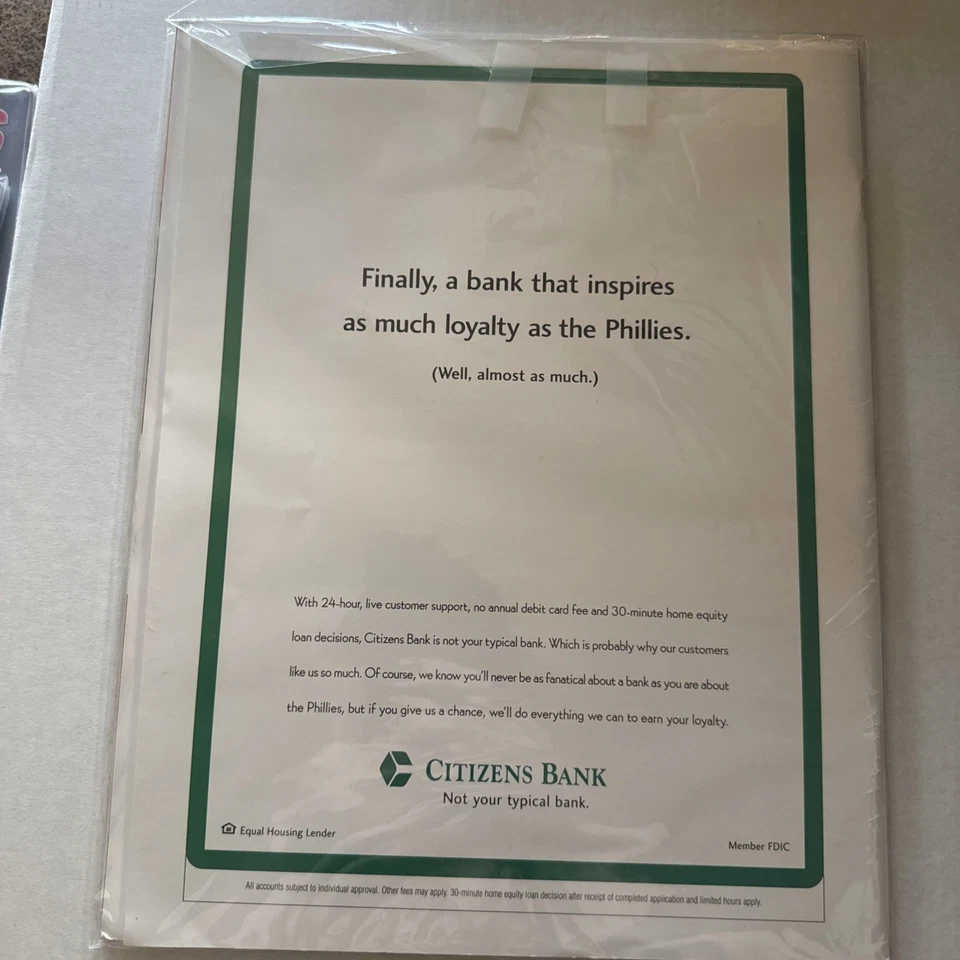 Finally, a bank that inspires
as much loyalty as the Phillies.
(Well, almost as much.)
With 24-hour, live customer support, no annual debit card fee and 30-minute home equity
loan decisions, Citizens Bank is not your typical bank. Which is probably why our customers
like us so much. Of course, we know you'll never be as fanatical about a bank as you are about
the Phillies, but if you give us a chance, we'll do everything we can to earn your loyalty.
CITIZENS BANK
Not your typical bank.
Equal Housing Lender
Member FDIC
All accounts subject to individual approval. Other fees may apply. 30-minute home equity loan decision after receipt of completed application and limited hours apply.